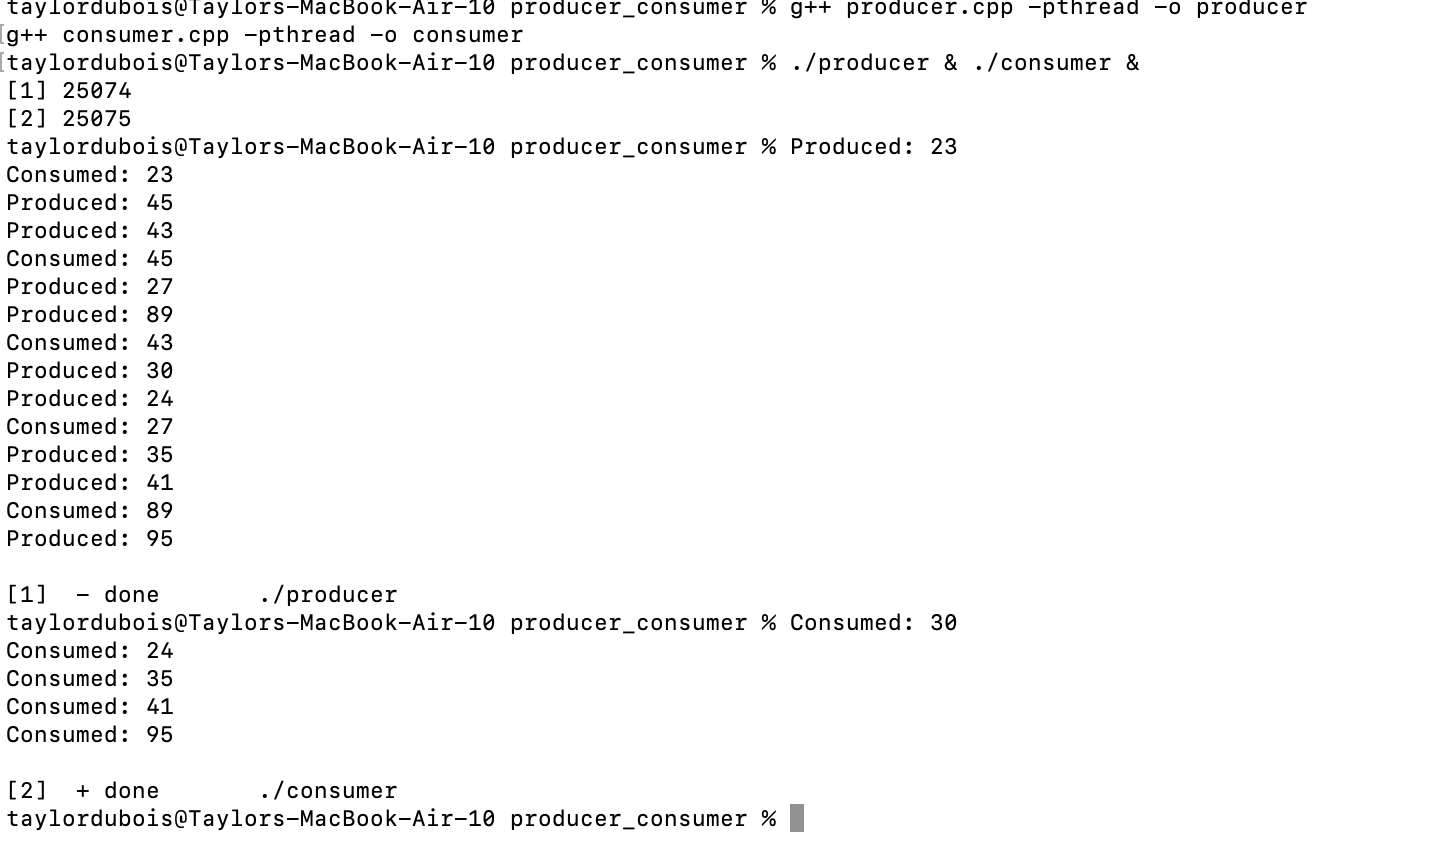 taylordubois@Taylors-MacBook-Air-10 producer_consumer % g++ producer.cpp -pthread -o producer
[g++ consumer.cpp -pthread -o consumer
[taylordubois@Taylors-MacBook-Air-10 producer_consumer % ./producer & ./consumer &
[1] 25074
[2] 25075
taylordubois@Taylors-MacBook-Air-10 producer_consumer % Produced: 23
Consumed: 23
Produced: 45
Produced: 43
Consumed: 45
Produced: 27
Produced: 89
Consumed: 43
Produced: 30
Produced: 24
Consumed: 27
Produced: 35
Produced: 41
Consumed: 89
Produced: 95
[1]  - done       ./producer
taylordubois@Taylors-MacBook-Air-10 producer_consumer % Consumed: 30
Consumed: 24
Consumed: 35
Consumed: 41
Consumed: 95
[2]  + done       ./consumer
taylordubois@Taylors-MacBook-Air-10 producer_consumer %